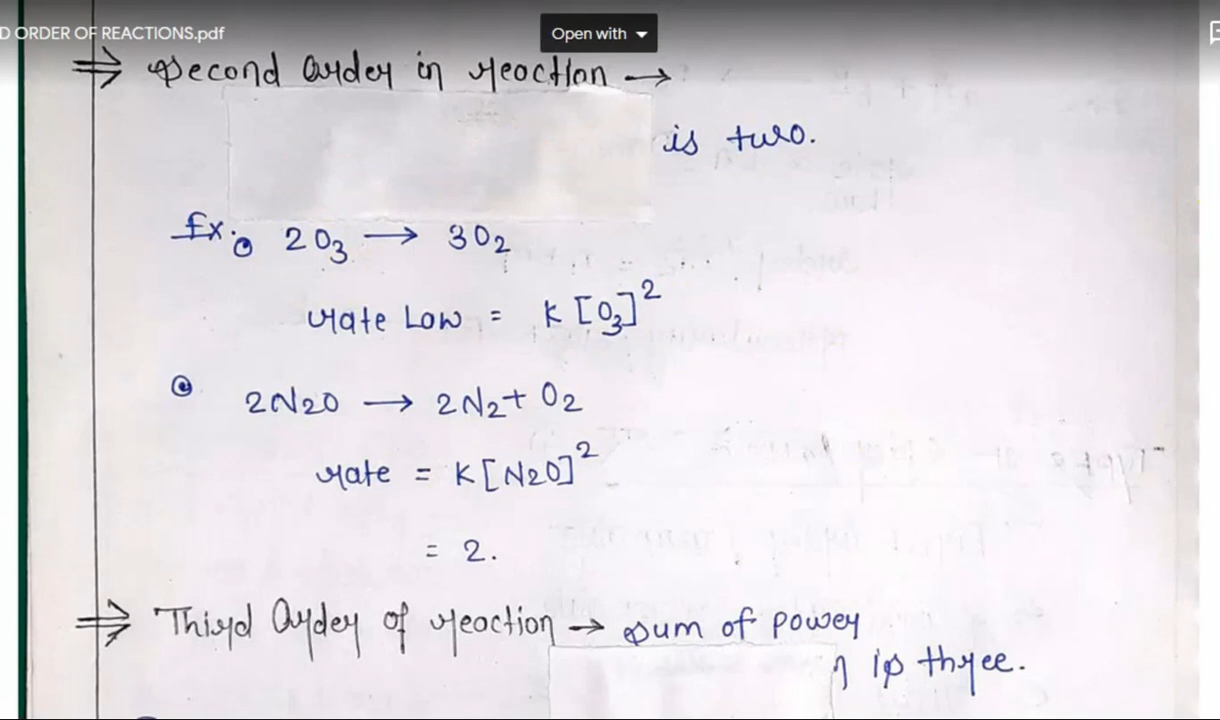 D ORDER OF REACTIONS.pdf
Open with
⇒ Second Order in reaction →
is two.
Ex. 2O3 → 3O2
rate Low = K [O3]^2
2N2O → 2N2 + O2
rate = K [N2O]^2
= 2.
⇒ Third Order of reaction → sum of power
is three.